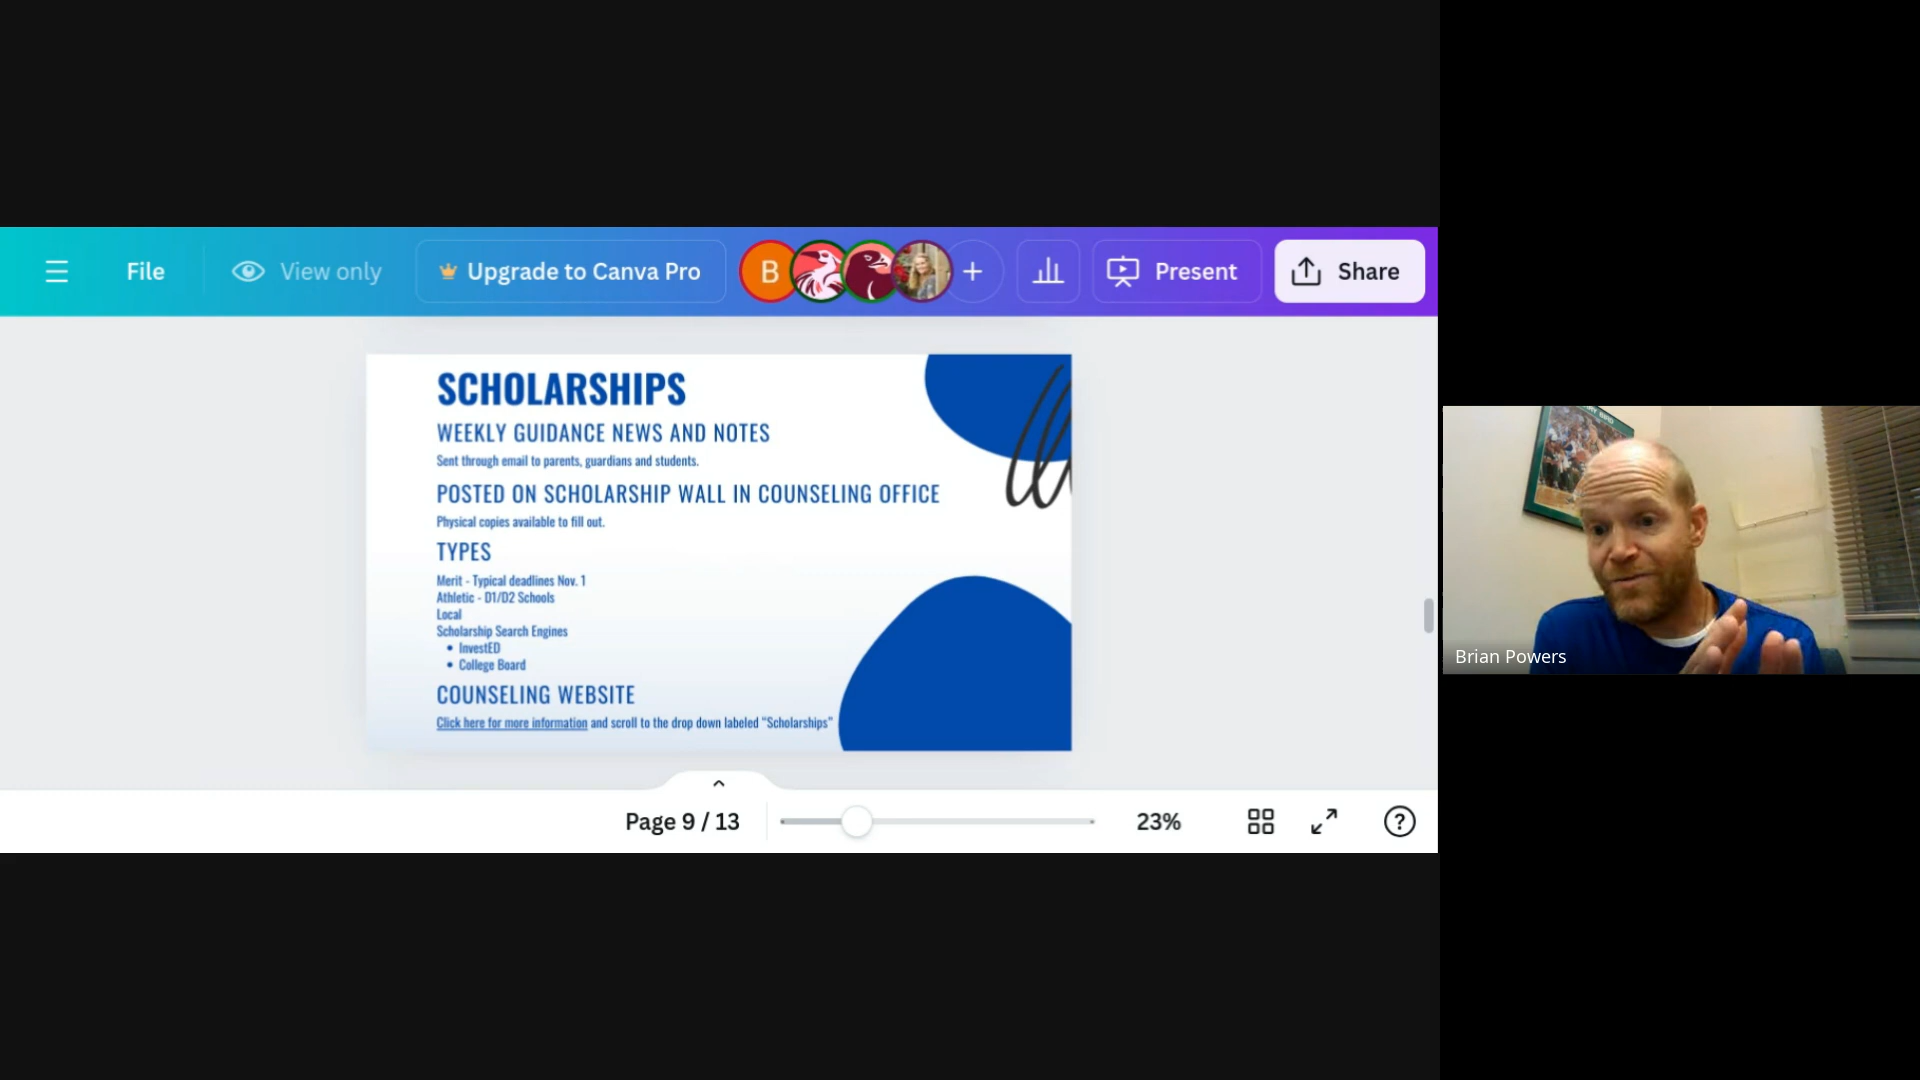 File
View only
Upgrade to Canva Pro
B
Present
Share
SCHOLARSHIPS
WEEKLY GUIDANCE NEWS AND NOTES
Sent through email to parents, guardians and students.
POSTED ON SCHOLARSHIP WALL IN COUNSELING OFFICE
Physical copies available to fill out.
TYPES
Merit - Typical deadlines Nov. 1
Athletic - D1/D2 Schools
Local
Scholarship Search Engines
• InvestED
• College Board
COUNSELING WEBSITE
Click here for more information and scroll to the drop down labeled “Scholarships”
Page 9 / 13
23%
Brian Powers